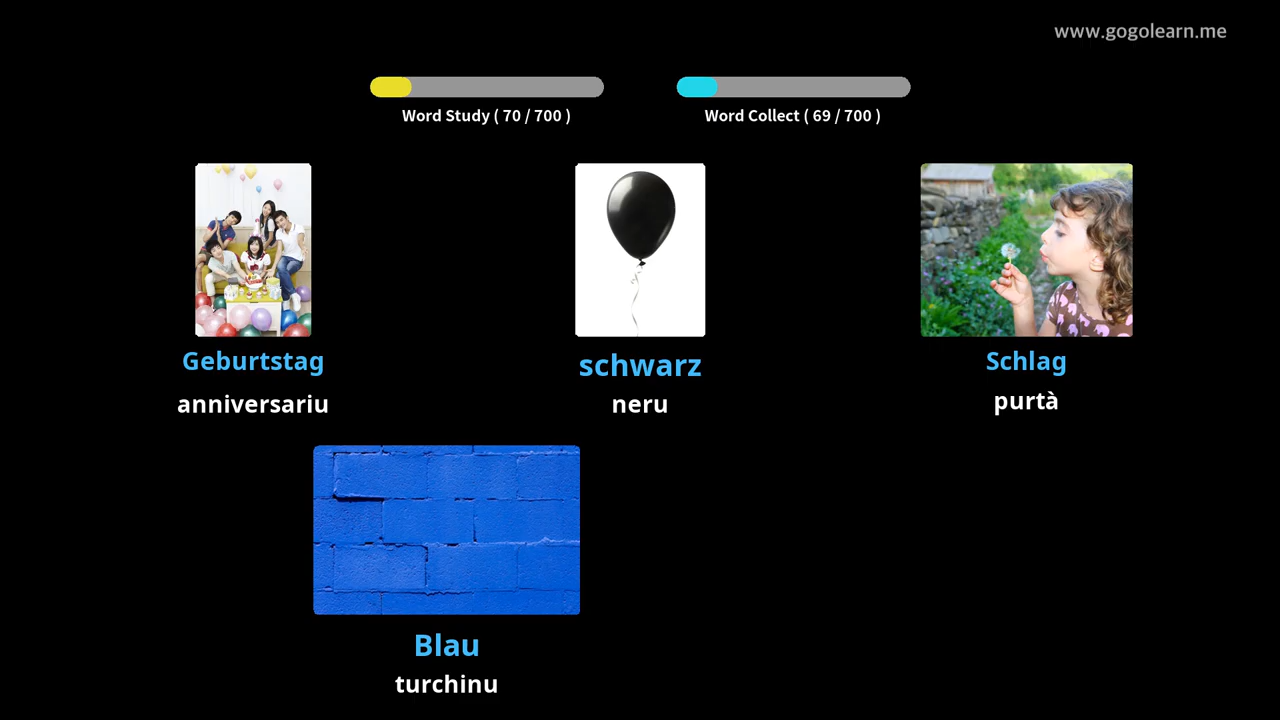 www.gogolearn.me
Word Study ( 70 / 700 )
Word Collect ( 69 / 700 )
Geburtstag
anniversariu
schwarz
neru
Schlag
purtà
Blau
turchinu